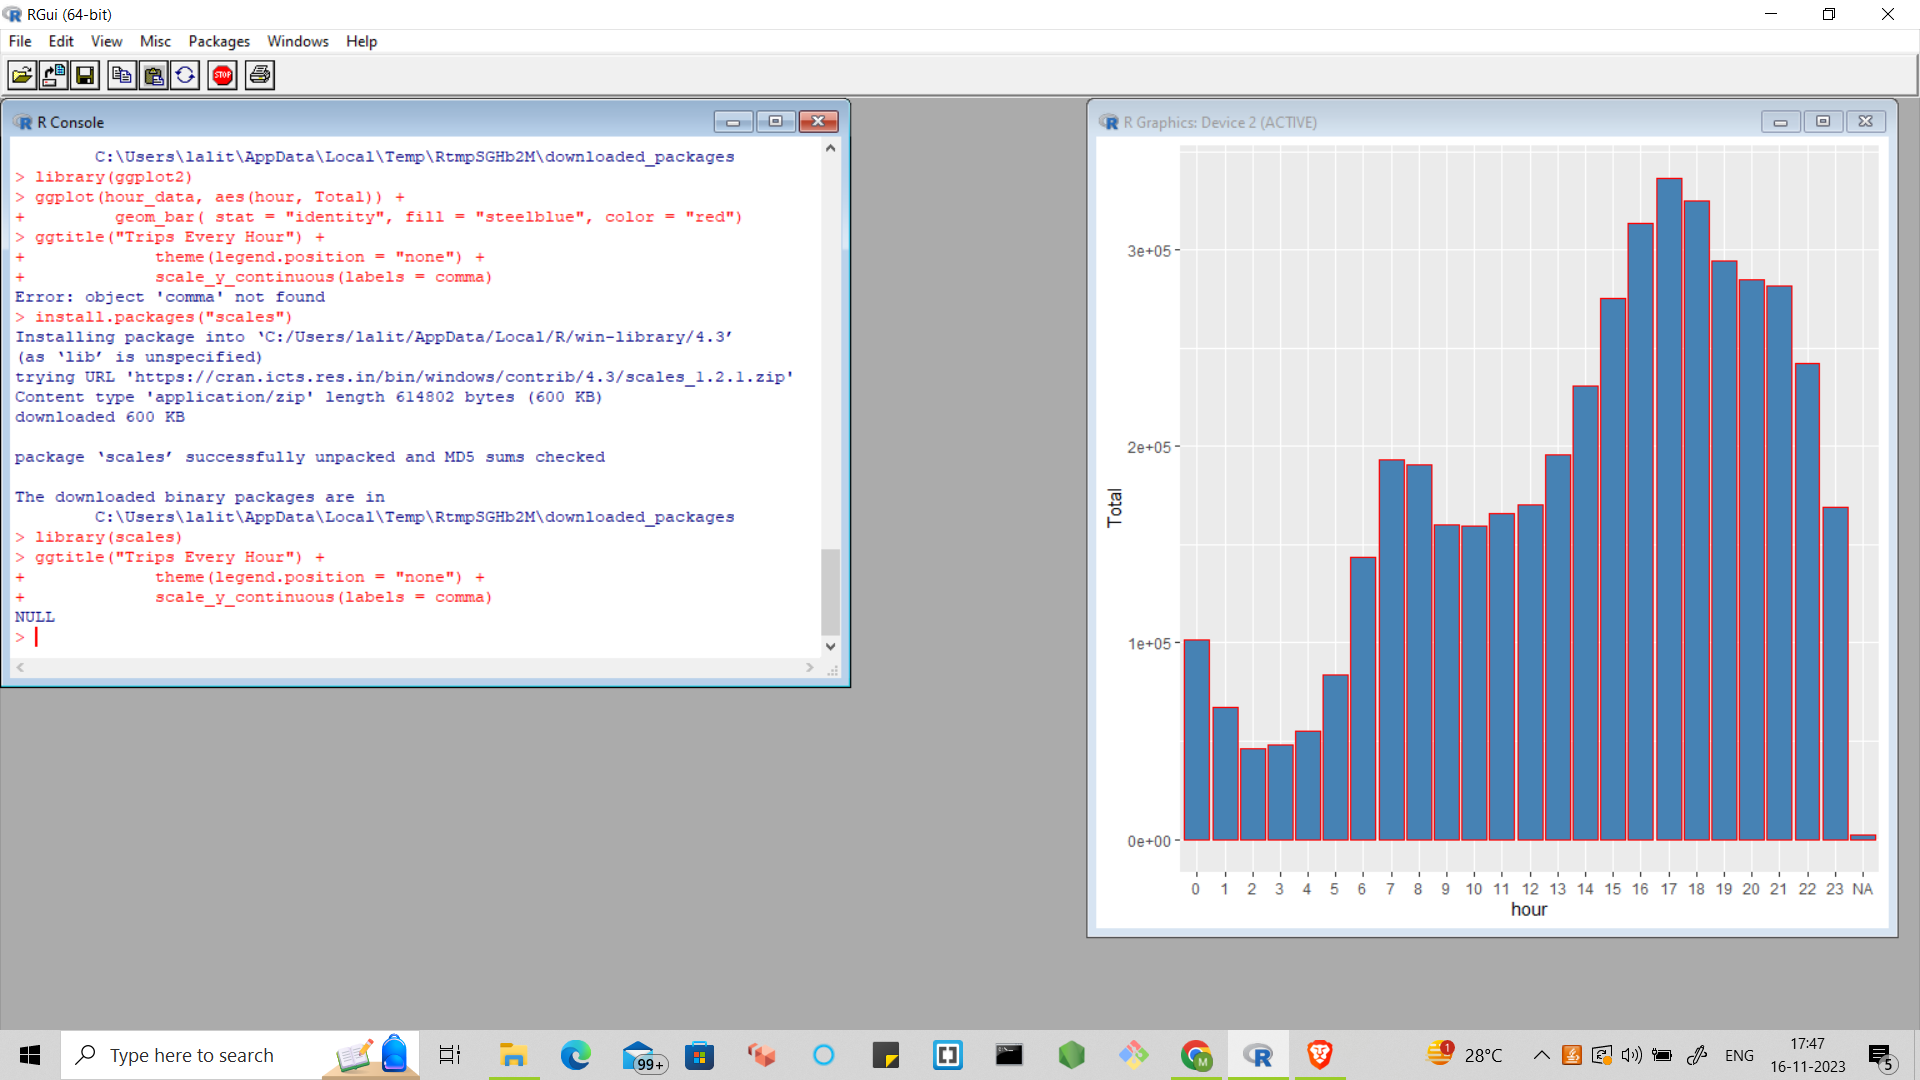 RGui (64-bit)
File Edit View Misc Packages Windows Help
STOP
R Console
C:\Users\lalit\AppData\Local\Temp\RtmpSGHb2M\downloaded_packages
> library(ggplot2)
> ggplot(hour_data, aes(hour, Total)) +
+         geom_bar( stat = "identity", fill = "steelblue", color = "red")
> ggtitle("Trips Every Hour") +
+             theme(legend.position = "none") +
+             scale_y_continuous(labels = comma)
Error: object 'comma' not found
> install.packages("scales")
Installing package into ‘C:/Users/lalit/AppData/Local/R/win-library/4.3’
(as ‘lib’ is unspecified)
trying URL 'https://cran.icts.res.in/bin/windows/contrib/4.3/scales_1.2.1.zip'
Content type 'application/zip' length 614802 bytes (600 KB)
downloaded 600 KB
package ‘scales’ successfully unpacked and MD5 sums checked
The downloaded binary packages are in
C:\Users\lalit\AppData\Local\Temp\RtmpSGHb2M\downloaded_packages
> library(scales)
> ggtitle("Trips Every Hour") +
+             theme(legend.position = "none") +
+             scale_y_continuous(labels = comma)
NULL
>
R Graphics: Device 2 (ACTIVE)
3e+05
2e+05
Total
1e+05
0e+00
0 1 2 3 4 5 6 7 8 9 10 11 12 13 14 15 16 17 18 19 20 21 22 23 NA
hour
Type here to search
99+
M
1
28°C
ENG
17:47
16-11-2023
5